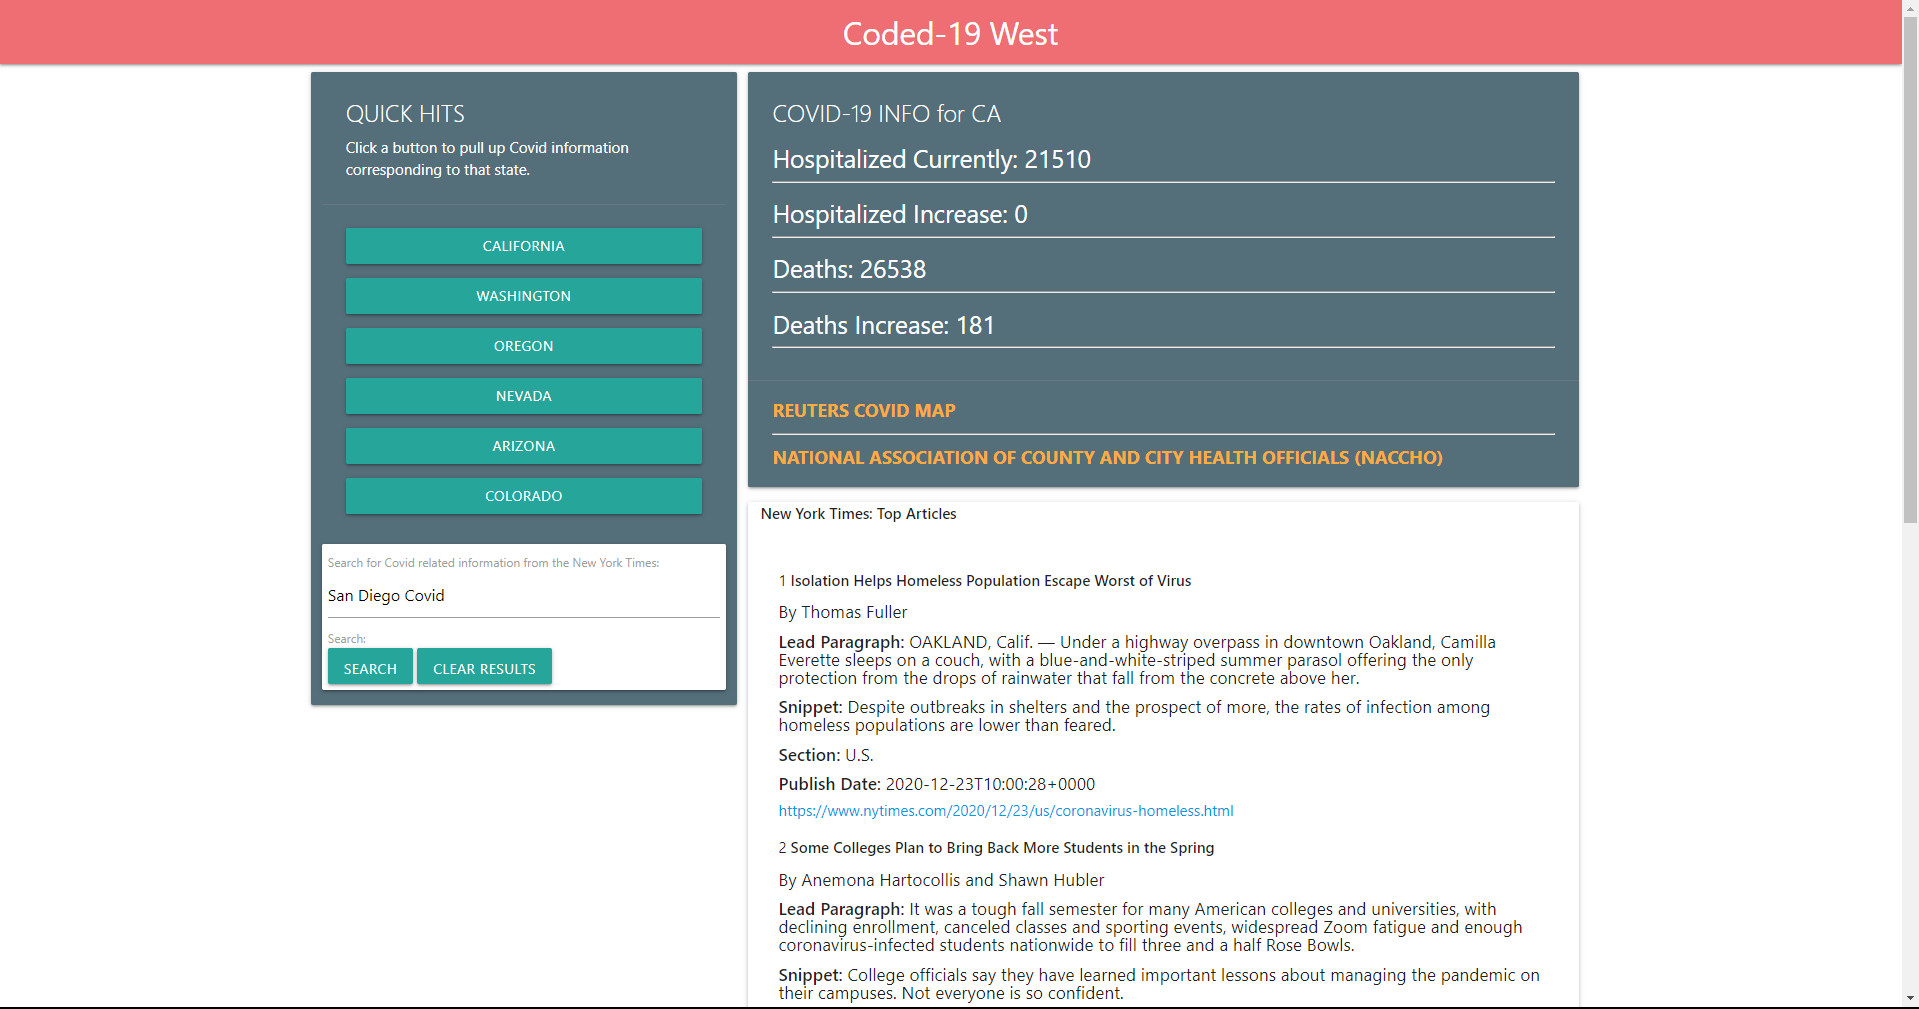 Coded-19 West
QUICK HITS
Click a button to pull up Covid information
corresponding to that state.
CALIFORNIA
WASHINGTON
OREGON
NEVADA
ARIZONA
COLORADO
Search for Covid related information from the New York Times:
San Diego Covid
Search:
SEARCH
CLEAR RESULTS
COVID-19 INFO for CA
Hospitalized Currently: 21510
Hospitalized Increase: 0
Deaths: 26538
Deaths Increase: 181
REUTERS COVID MAP
NATIONAL ASSOCIATION OF COUNTY AND CITY HEALTH OFFICIALS (NACCHO)
New York Times: Top Articles
1 Isolation Helps Homeless Population Escape Worst of Virus
By Thomas Fuller
Lead Paragraph: OAKLAND, Calif. — Under a highway overpass in downtown Oakland, Camilla
Everette sleeps on a couch, with a blue-and-white-striped summer parasol offering the only
protection from the drops of rainwater that fall from the concrete above her.
Snippet: Despite outbreaks in shelters and the prospect of more, the rates of infection among
homeless populations are lower than feared.
Section: U.S.
Publish Date: 2020-12-23T10:00:28+0000
https://www.nytimes.com/2020/12/23/us/coronavirus-homeless.html
2 Some Colleges Plan to Bring Back More Students in the Spring
By Anemona Hartocollis and Shawn Hubler
Lead Paragraph: It was a tough fall semester for many American colleges and universities, with
declining enrollment, canceled classes and sporting events, widespread Zoom fatigue and enough
coronavirus-infected students nationwide to fill three and a half Rose Bowls.
Snippet: College officials say they have learned important lessons about managing the pandemic on
their campuses. Not everyone is so confident.